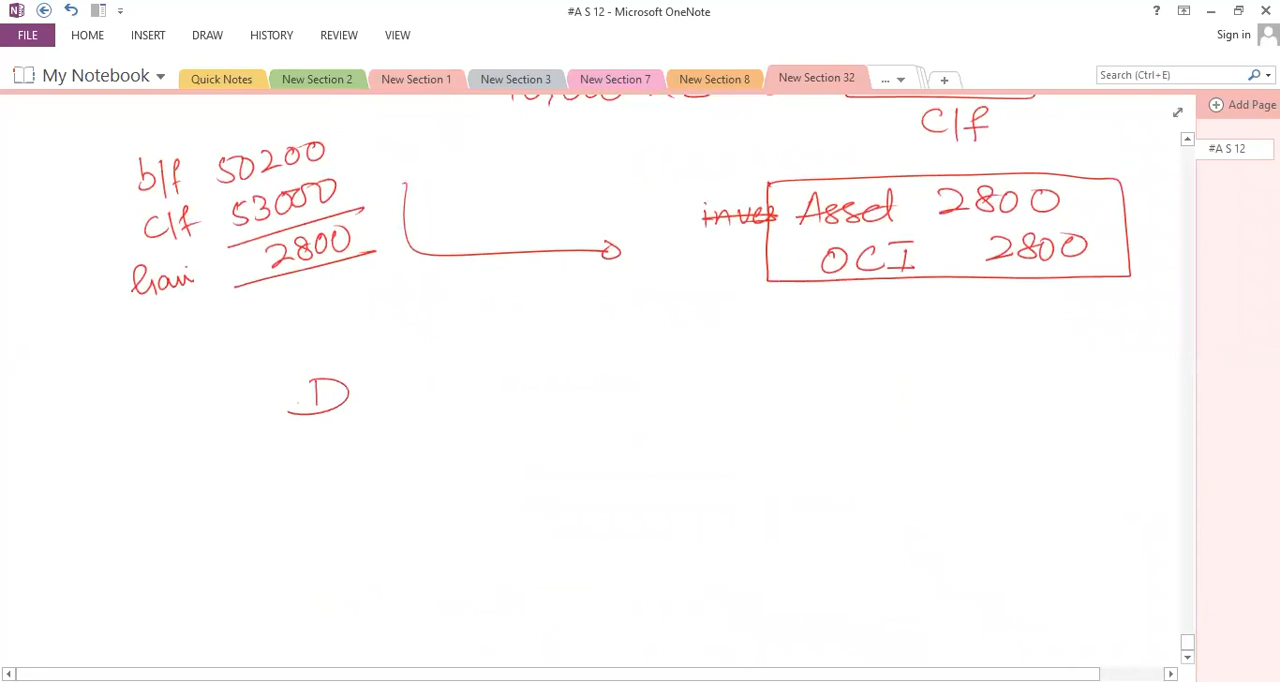 #A S 12 - Microsoft OneNote
?
FILE HOME INSERT DRAW HISTORY REVIEW VIEW
Sign in
My Notebook
Quick Notes
New Section 2
New Section 1
New Section 3
New Section 7
New Section 8
New Section 32
...
Search (Ctrl+E)
Add Page
#A S 12
c/f
b/f 50200
c/f 53000
2800
Asset 2800
OCI 2800
D